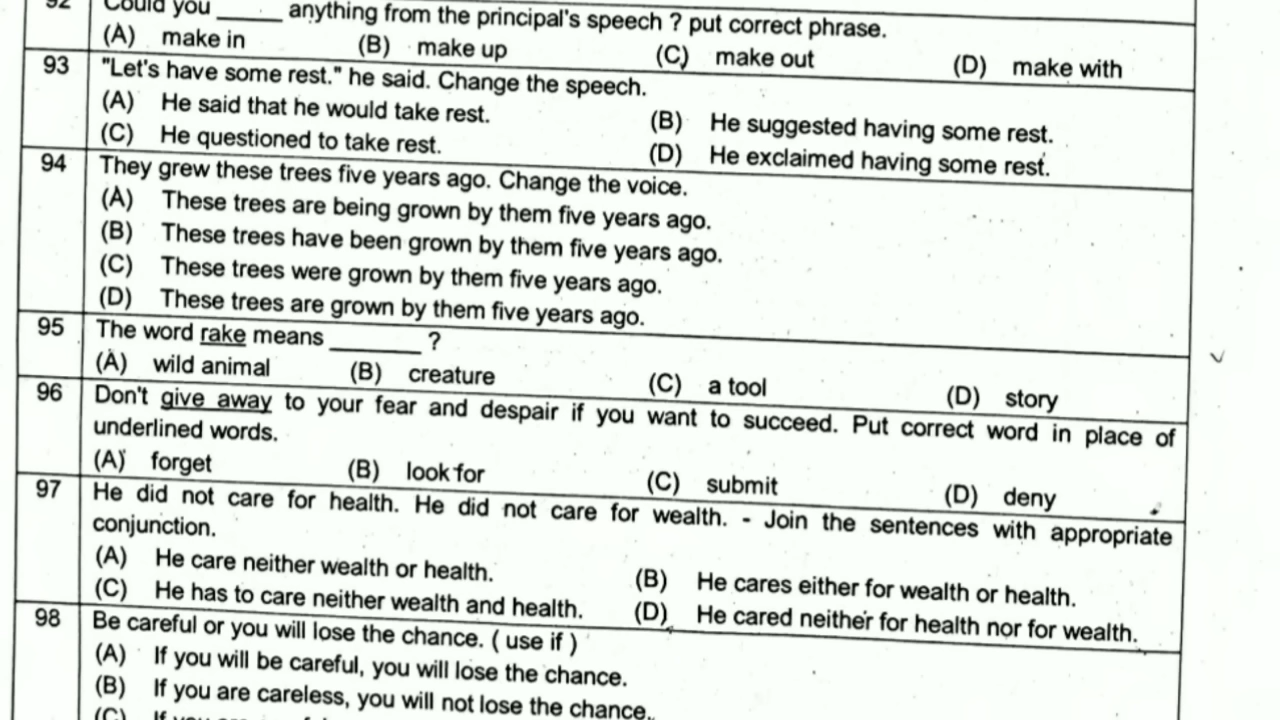 92 Could you _____ anything from the principal's speech ? put correct phrase.
(A) make in (B) make up (C) make out (D) make with
93 "Let's have some rest." he said. Change the speech.
(A) He said that he would take rest. (B) He suggested having some rest.
(C) He questioned to take rest. (D) He exclaimed having some rest.
94 They grew these trees five years ago. Change the voice.
(A) These trees are being grown by them five years ago.
(B) These trees have been grown by them five years ago.
(C) These trees were grown by them five years ago.
(D) These trees are grown by them five years ago.
95 The word rake means _______ ?
(A) wild animal (B) creature (C) a tool (D) story
96 Don't give away to your fear and despair if you want to succeed. Put correct word in place of
underlined words.
(A) forget (B) look for (C) submit (D) deny
97 He did not care for health. He did not care for wealth. - Join the sentences with appropriate
conjunction.
(A) He care neither wealth or health. (B) He cares either for wealth or health.
(C) He has to care neither wealth and health. (D) He cared neither for health nor for wealth.
98 Be careful or you will lose the chance. ( use if )
(A) If you will be careful, you will lose the chance.
(B) If you are careless, you will not lose the chance.
(C) If you are